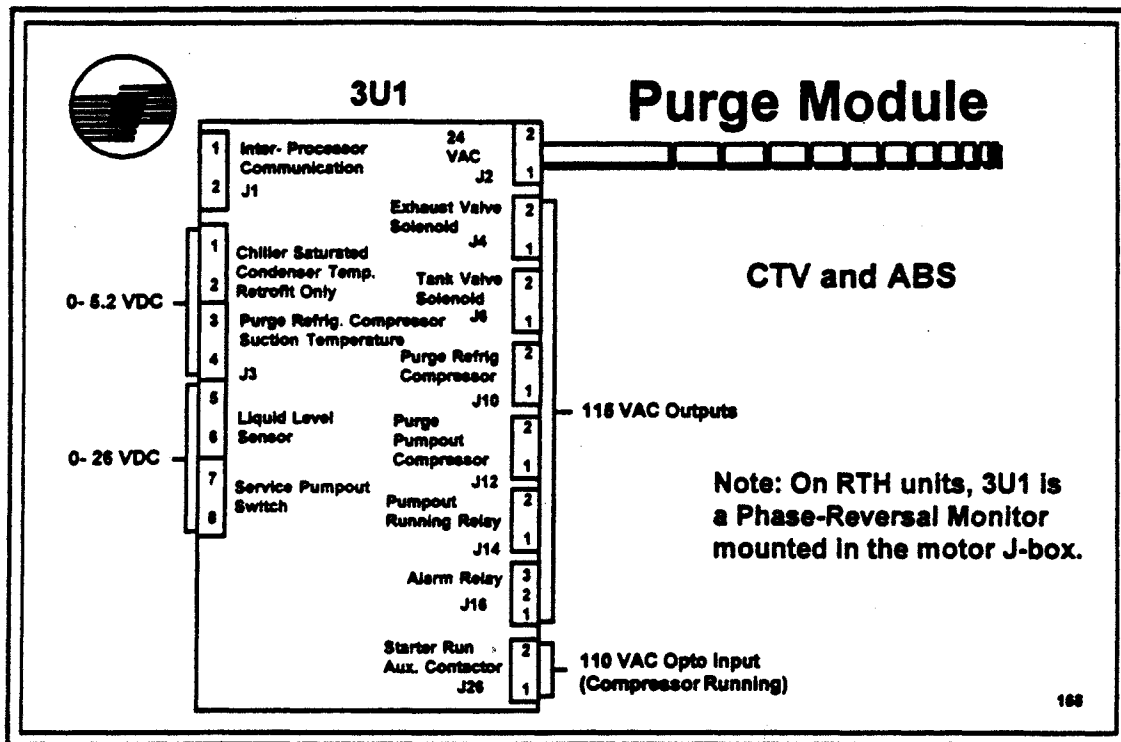 3U1
Purge Module
1
2
Inter- Processor
Communication
J1
24
VAC
J2
2
1
Exhaust Valve
Solenoid
J4
2
1
1
2
Chiller Saturated
Condenser Temp.
Retrofit Only
0- 5.2 VDC
3
4
Purge Refrig. Compressor
Suction Temperature
J3
Tank Valve
Solenoid
J6
2
1
CTV and ABS
Purge Refrig
Compressor
J10
2
1
5
6
Liquid Level
Sensor
0- 26 VDC
7
8
Service Pumpout
Switch
Purge
Pumpout
Compressor
J12
2
1
115 VAC Outputs
Pumpout
Running Relay
J14
2
1
Alarm Relay
J16
3
2
1
Note: On RTH units, 3U1 is
a Phase-Reversal Monitor
mounted in the motor J-box.
Starter Run
Aux. Contactor
J26
2
1
110 VAC Opto Input
(Compressor Running)